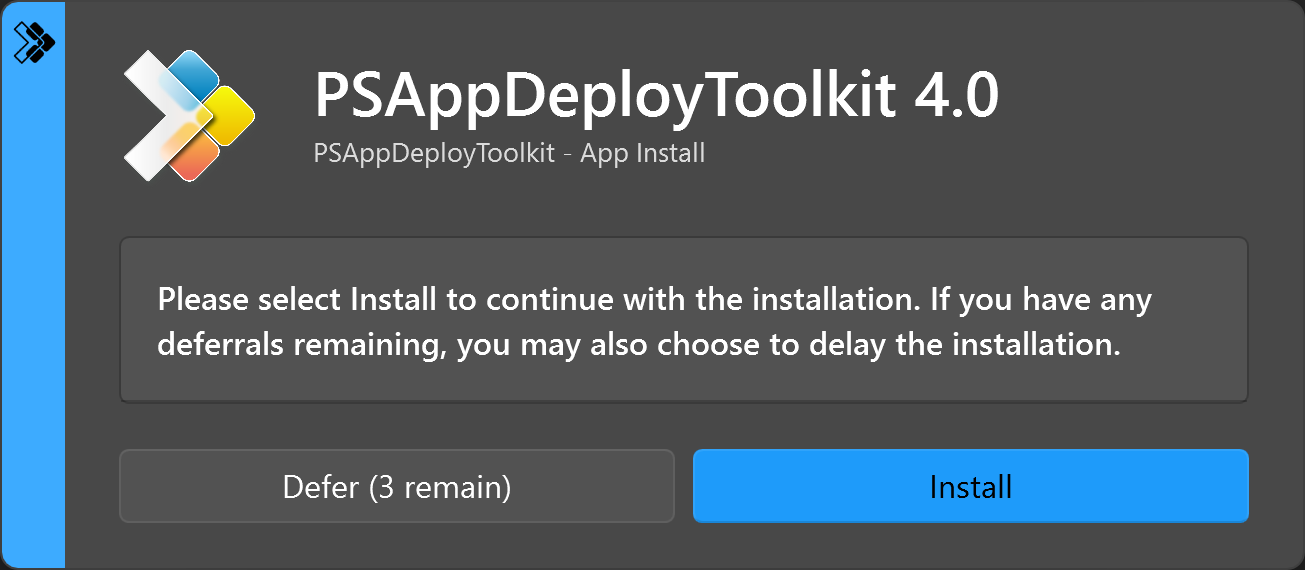 PSAppDeployToolkit 4.0
PSAppDeployToolkit - App Install
Please select Install to continue with the installation. If you have any
deferrals remaining, you may also choose to delay the installation.
Defer (3 remain)
Install